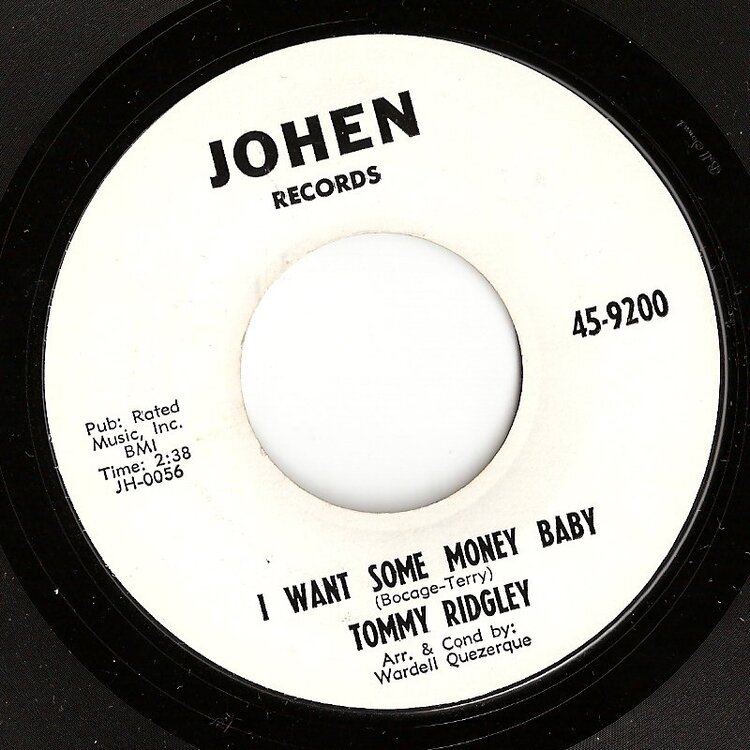 JOHEN
RECORDS
45-9200
Pub: Rated
Music, Inc.
BMI
Time: 2:38
JH-0056
I WANT SOME MONEY BABY
(Bocage-Terry)
TOMMY RIDGLEY
Arr. & Cond by:
Wardell Quezerque